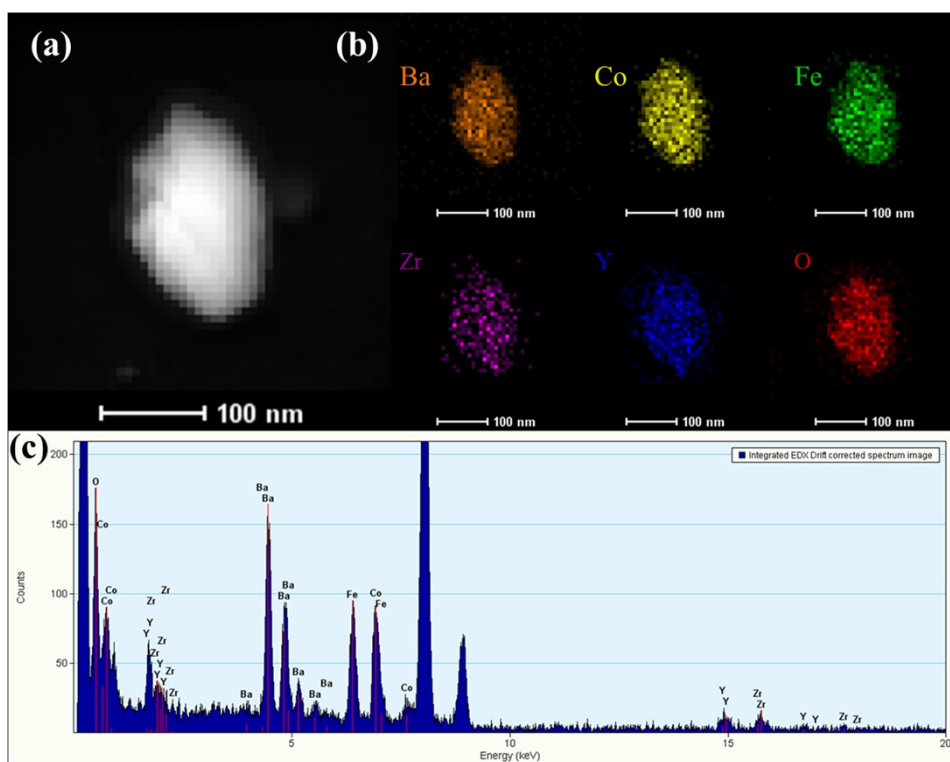 (a)
100 nm
(b)
Ba
Co
Fe
100 nm
100 nm
100 nm
Zr
Y
O
100 nm
100 nm
100 nm
(c)
Integrated EDX Drift corrected spectrum image
Counts
200
150
100
50
O
Co
Co
Co
Zr
Zr
Y
Y
Zr
Zr
Y
Y
Y
Zr
Zr
Ba
Ba
Ba
Ba
Ba
Ba
Ba
Ba
Fe
Co
Fe
Co
Y
Y
Zr
Zr
Y
Y
Zr
Zr
5
10
15
20
Energy (keV)